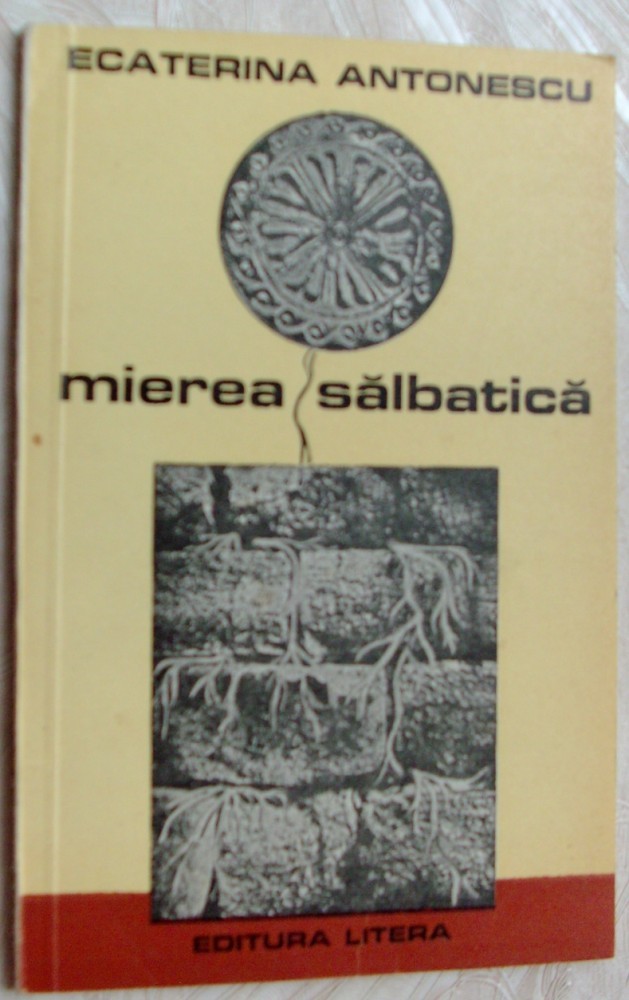 ECATERINA ANTONESCU
mierea sălbatică
EDITURA LITERA